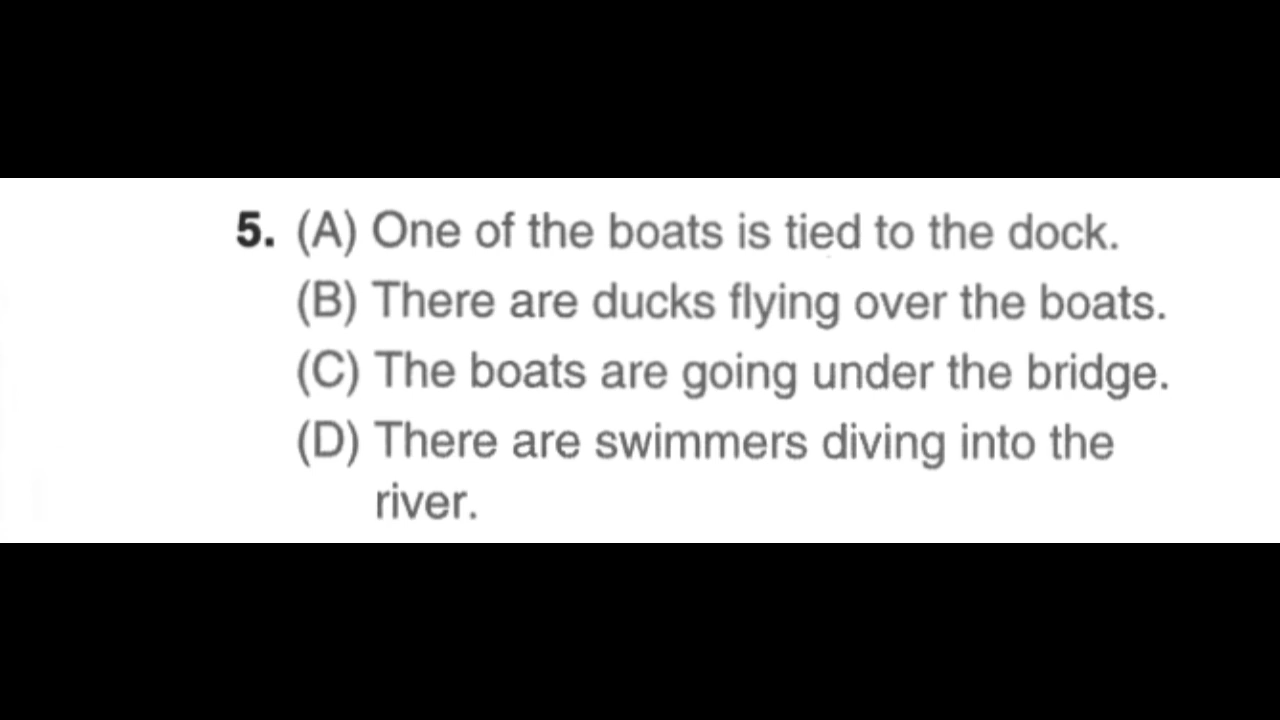 5. (A) One of the boats is tied to the dock.
(B) There are ducks flying over the boats.
(C) The boats are going under the bridge.
(D) There are swimmers diving into the
river.